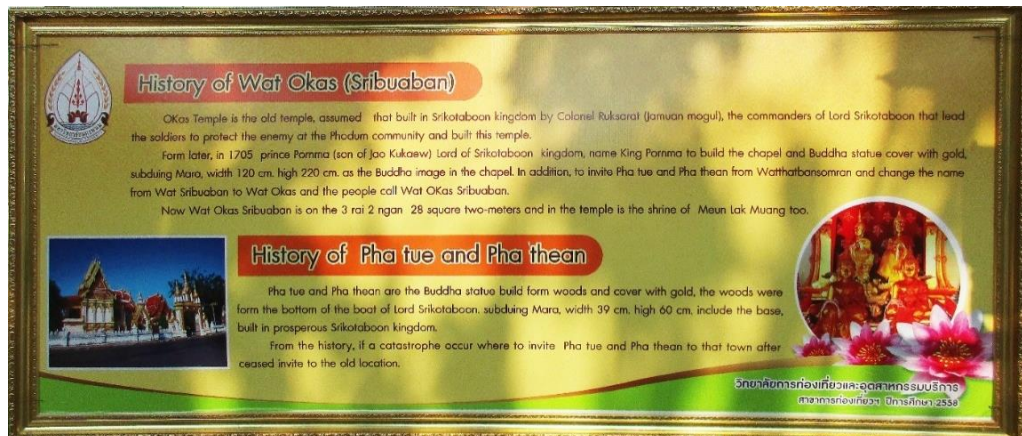 History of Wat Okas (Sribuaban)
OKas Temple is the old temple, assumed that built in Srikotaboon kingdom by Colonel Ruksarat (Jamuan mogul), the commanders of Lord Srikotaboon that lead
the soldiers to protect the enemy at the Phodum community and built this temple.
Form later, in 1705 prince Pomma (son of Jao Kukaew) Lord of Srikotaboon kingdom, name King Pornma to build the chapel and Buddha statue cover with gold,
subduing Mara, width 120 cm. high 220 cm. as the Buddha image in the chapel. In addition, to invite Pha tue and Pha thean from Watthatbansomran and change the name
from Wat Sribuaban to Wat Okas and the people call Wat OKas Sribuaban.
Now Wat Okas Sribuaban is on the 3 rai 2 ngan 28 square two-meters and in the temple is the shrine of Meun Lak Muang too.
History of Pha tue and Pha thean
Pha tue and Pha thean are the Buddha statue build form woods and cover with gold, the woods were
form the bottom of the boat of Lord Srikotaboon. subduing Mara, width 39 cm. high 60 cm. include the base,
built in prosperous Srikotaboon kingdom.
From the history, if a catastrophe occur where to invite Pha tue and Pha thean to that town after
ceased invite to the old location.
วิทยาลัยการท่องเที่ยวและอุตสาหกรรมบริการ
สาขาการท่องเที่ยวฯ ปีการศึกษา 2558